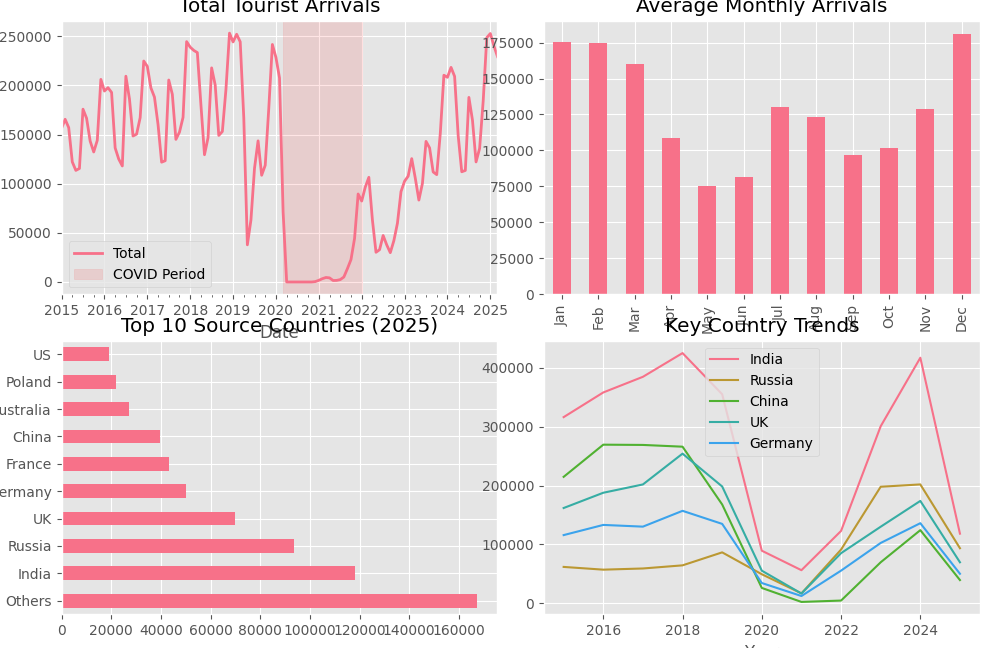 Total Tourist Arrivals
250000
200000
150000
100000
50000
0
Total
COVID Period
2015 2016 2017 2018 2019 2020 2021 2022 2023 2024 2025
Date
Average Monthly Arrivals
175000
150000
125000
100000
75000
50000
25000
0
Jan Feb Mar Apr May Jun Jul Aug Sep Oct Nov Dec
Top 10 Source Countries (2025)
US
Poland
ustralia
China
France
ermany
UK
Russia
India
Others
0 20000 40000 60000 80000 100000 120000 140000 160000
Key Country Trends
400000
300000
200000
100000
0
India
Russia
China
UK
Germany
2016 2018 2020 2022 2024